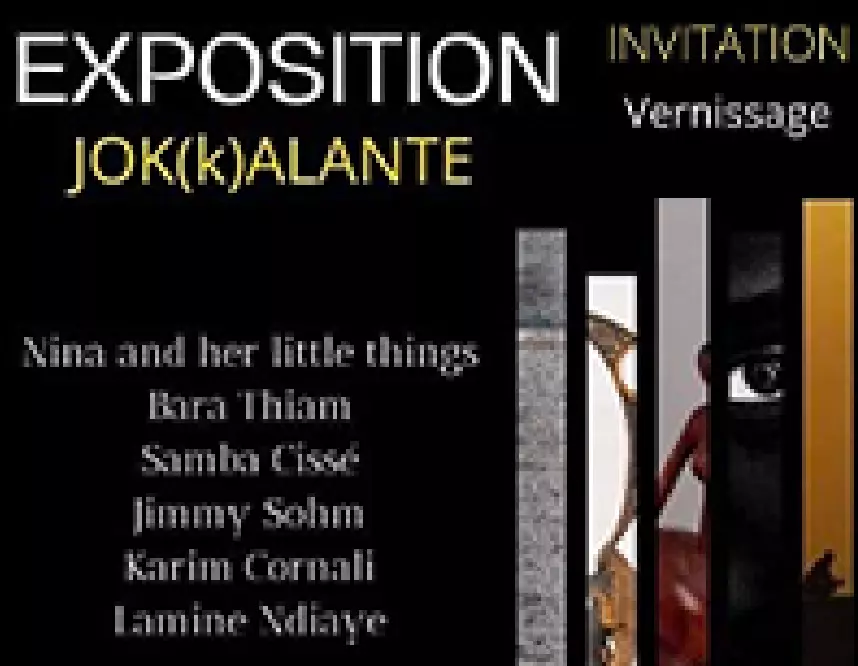 EXPOSITION
JOK(k)ALANTE
INVITATION
Vernissage
Nina and her little things
Bara Thiam
Samba Cissé
Jimmy Sohm
Karim Cornali
Lamine Ndiaye